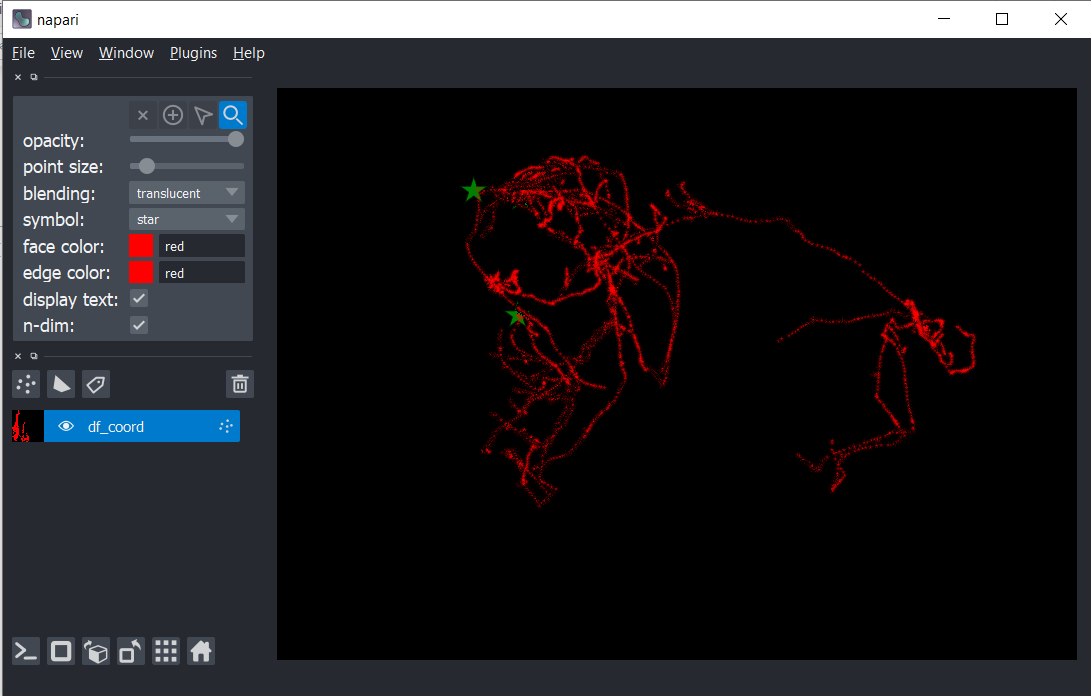 napari
File View Window Plugins Help
opacity:
point size:
blending: translucent
symbol: star
face color: red
edge color: red
display text:
n-dim:
df_coord